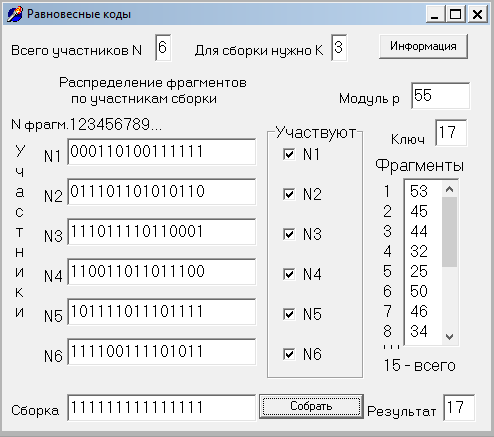 Равновесные коды
Всего участников N 6 Для сборки нужно K 3 Информация
Распределение фрагментов
по участникам сборки
Модуль p 55
N фрагм.123456789...
Участники
N1 000110100111111
N2 011101101010110
N3 111011110110001
N4 110011011011100
N5 101111011101111
N6 111100111101011
Участвуют
N1
N2
N3
N4
N5
N6
Ключ 17
Фрагменты
1 53
2 45
3 44
4 32
5 25
6 50
7 46
8 34
15 - всего
Сборка 111111111111111 Собрать Результат 17